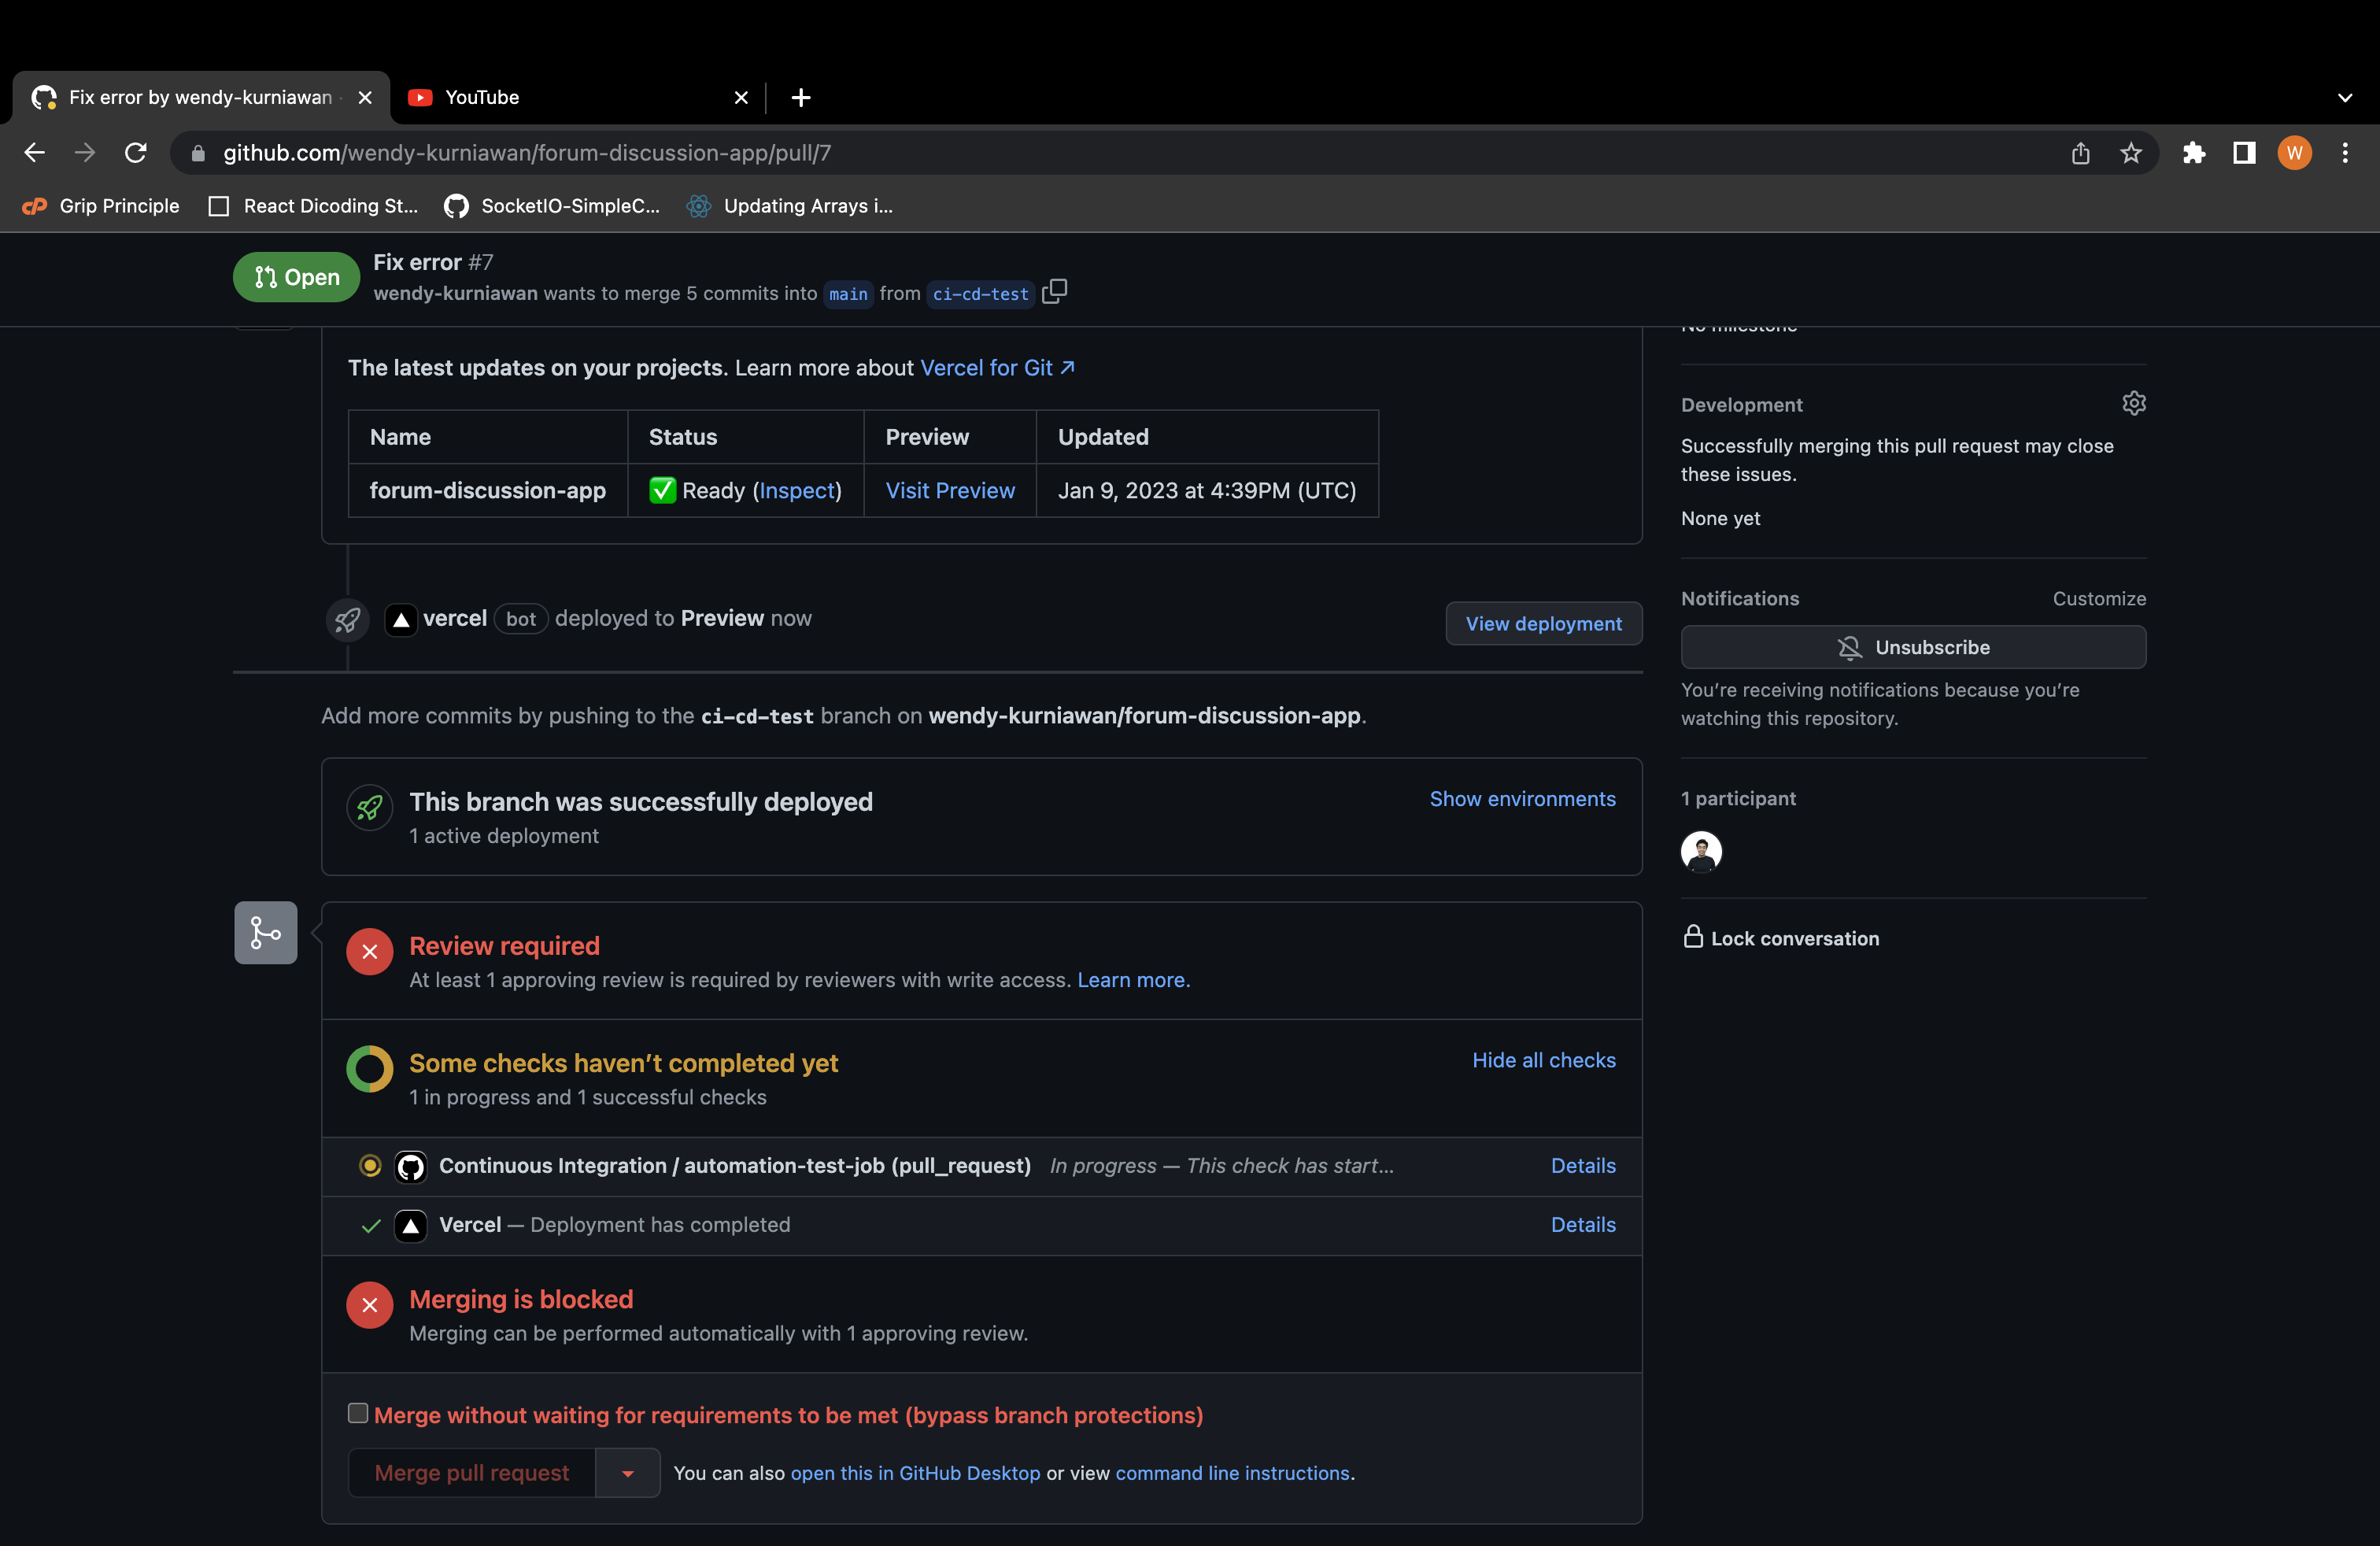 Fix error by wendy-kurniawan ·
YouTube
github.com/wendy-kurniawan/forum-discussion-app/pull/7
W
Grip Principle
React Dicoding St...
SocketIO-SimpleC...
Updating Arrays i...
Open
Fix error #7
wendy-kurniawan wants to merge 5 commits into main from ci-cd-test
No milestone
The latest updates on your projects. Learn more about Vercel for Git ↗
Name Status Preview Updated
forum-discussion-app ✅ Ready (Inspect) Visit Preview Jan 9, 2023 at 4:39PM (UTC)
vercel bot deployed to Preview now
View deployment
Add more commits by pushing to the ci-cd-test branch on wendy-kurniawan/forum-discussion-app.
This branch was successfully deployed
1 active deployment
Show environments
Review required
At least 1 approving review is required by reviewers with write access. Learn more.
Some checks haven’t completed yet
1 in progress and 1 successful checks
Hide all checks
Continuous Integration / automation-test-job (pull_request) In progress — This check has start... Details
Vercel — Deployment has completed Details
Merging is blocked
Merging can be performed automatically with 1 approving review.
Merge without waiting for requirements to be met (bypass branch protections)
Merge pull request
You can also open this in GitHub Desktop or view command line instructions.
Development
Successfully merging this pull request may close
these issues.
None yet
Notifications
Customize
Unsubscribe
You’re receiving notifications because you’re
watching this repository.
1 participant
Lock conversation